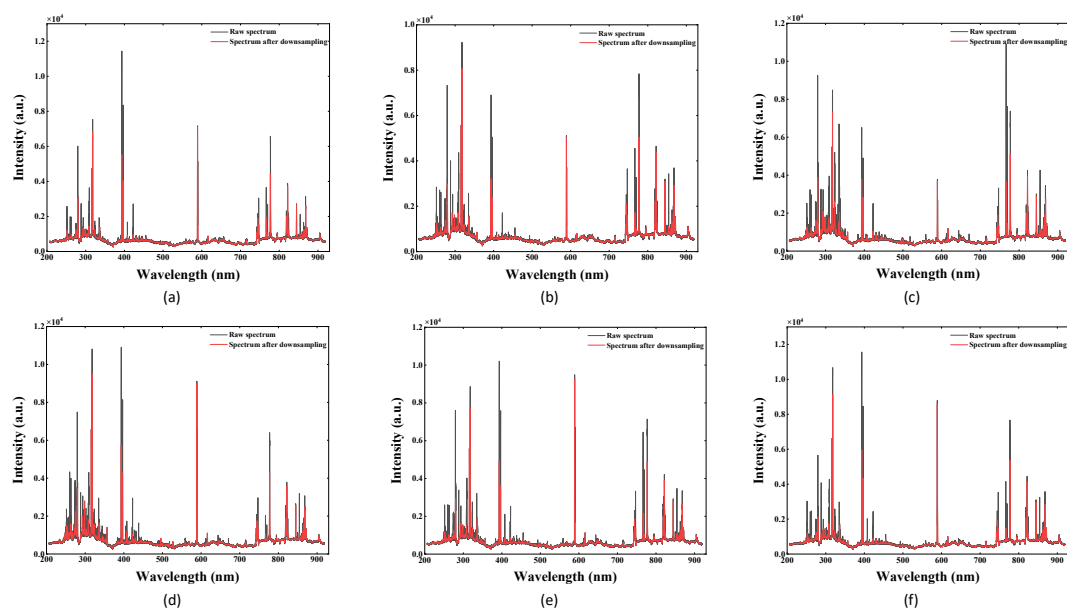 ×10⁴
1.2
1.0
0.8
0.6
0.4
0.2
0.0
200 300 400 500 600 700 800 900
Intensity (a.u.)
Wavelength (nm)
Raw spectrum
Spectrum after downsampling
(a)
×10⁴
1.0
0.8
0.6
0.4
0.2
0.0
200 300 400 500 600 700 800 900
Intensity (a.u.)
Wavelength (nm)
Raw spectrum
Spectrum after downsampling
(b)
×10⁴
1.2
1.0
0.8
0.6
0.4
0.2
0.0
200 300 400 500 600 700 800 900
Intensity (a.u.)
Wavelength (nm)
Raw spectrum
Spectrum after downsampling
(c)
×10⁴
1.2
1.0
0.8
0.6
0.4
0.2
0.0
200 300 400 500 600 700 800 900
Intensity (a.u.)
Wavelength (nm)
Raw spectrum
Spectrum after downsampling
(d)
×10⁴
1.2
1.0
0.8
0.6
0.4
0.2
0.0
200 300 400 500 600 700 800 900
Intensity (a.u.)
Wavelength (nm)
Raw spectrum
Spectrum after downsampling
(e)
×10⁴
1.2
1.0
0.8
0.6
0.4
0.2
0.0
200 300 400 500 600 700 800 900
Intensity (a.u.)
Wavelength (nm)
Raw spectrum
Spectrum after downsampling
(f)